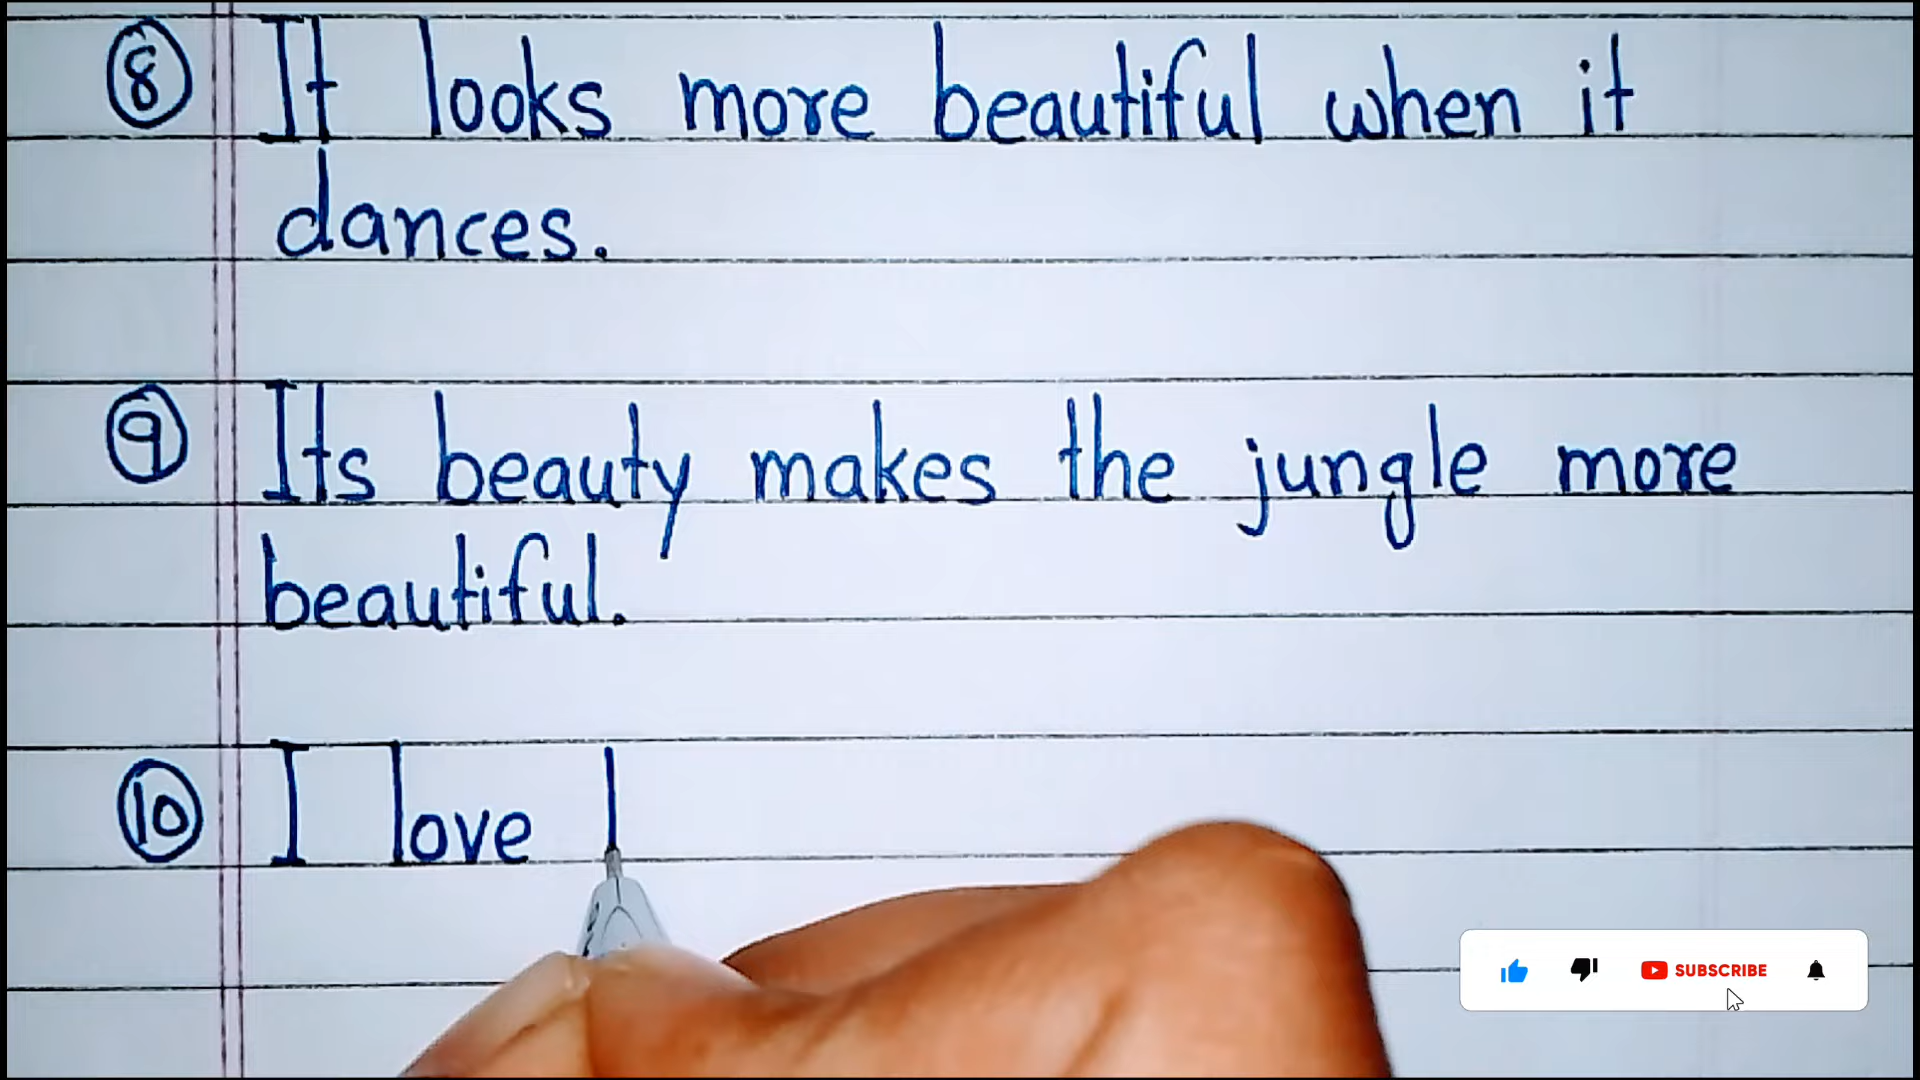 8 It looks more beautiful when it
dances.
9 Its beauty makes the jungle more
beautiful.
10 I love
SUBSCRIBE